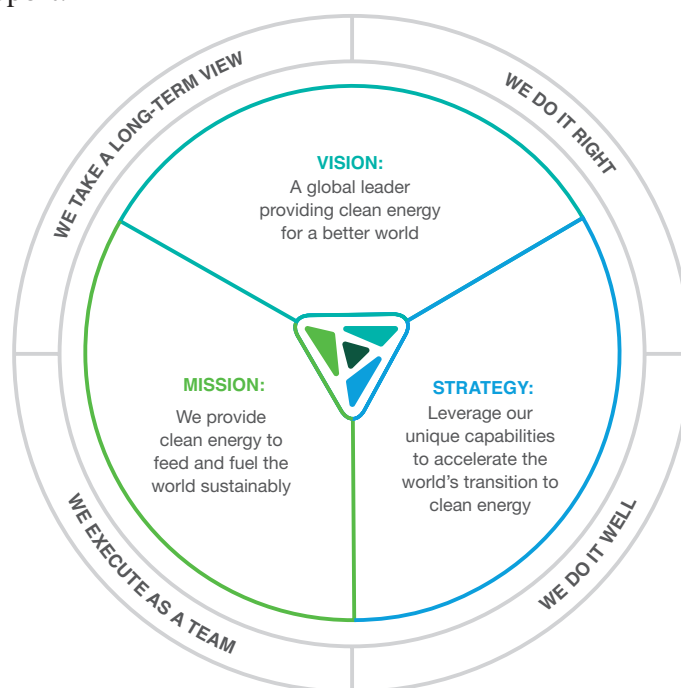 WE TAKE A LONG-TERM VIEW
WE DO IT RIGHT
VISION:
A global leader
providing clean energy
for a better world
MISSION:
We provide
clean energy to
feed and fuel the
world sustainably
STRATEGY:
Leverage our
unique capabilities
to accelerate the
world’s transition to
clean energy
WE EXECUTE AS A TEAM
WE DO IT WELL